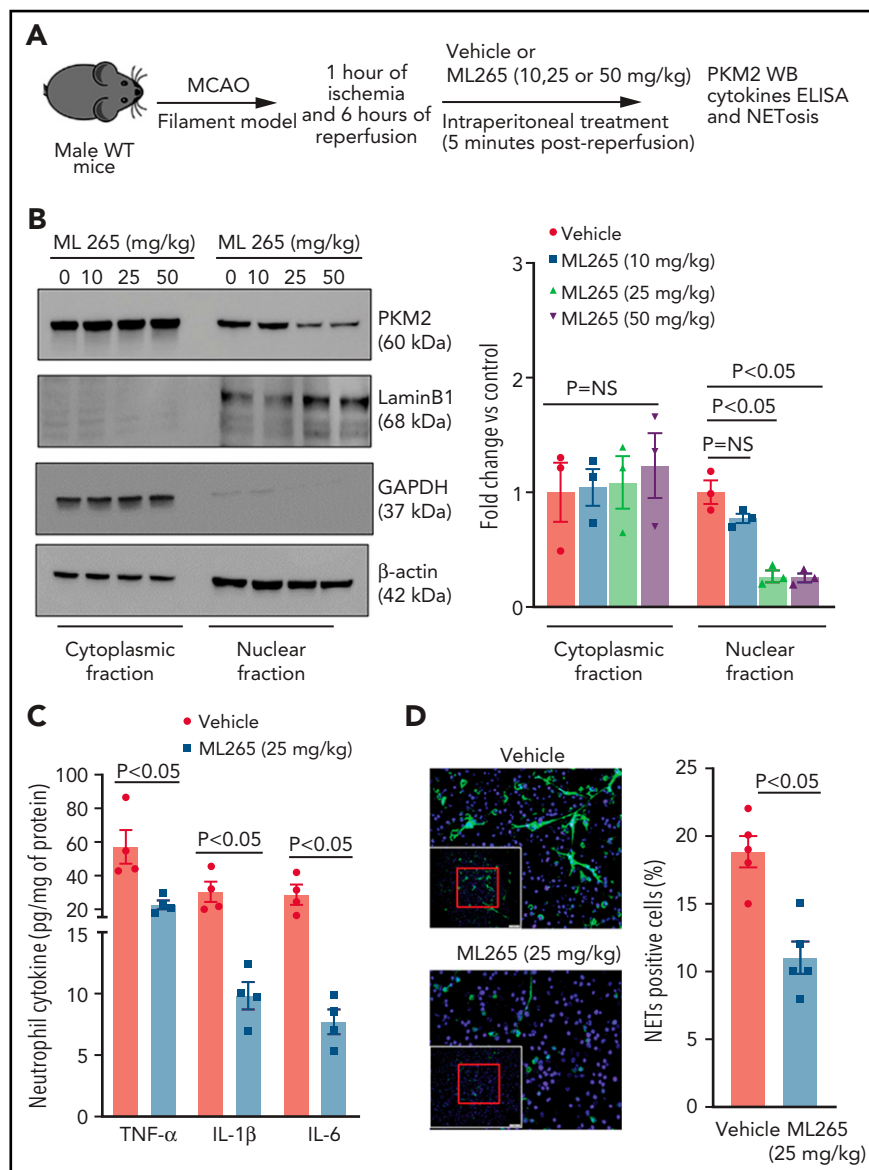 A
Male WT
mice
MCAO
Filament model
1 hour of
ischemia
and 6 hours of
reperfusion
Vehicle or
ML265 (10,25 or 50 mg/kg)
Intraperitoneal treatment
(5 minutes post-reperfusion)
PKM2 WB
cytokines ELISA
and NETosis
B
ML 265 (mg/kg) ML 265 (mg/kg)
0 10 25 50 0 10 25 50
PKM2
(60 kDa)
LaminB1
(68 kDa)
GAPDH
(37 kDa)
β-actin
(42 kDa)
Cytoplasmic
fraction
Nuclear
fraction
Vehicle
ML265 (10 mg/kg)
ML265 (25 mg/kg)
ML265 (50 mg/kg)
Fold change vs control
3
2
1
0
P=NS
P<0.05
P<0.05
P=NS
Cytoplasmic
fraction
Nuclear
fraction
C
Vehicle
ML265 (25 mg/kg)
Neutrophil cytokine (pg/mg of protein)
100
80
60
40
20
15
10
5
0
P<0.05
P<0.05
P<0.05
TNF-α IL-1β IL-6
D
Vehicle
ML265 (25 mg/kg)
NETs positive cells (%)
25
20
15
10
5
0
P<0.05
Vehicle ML265
(25 mg/kg)